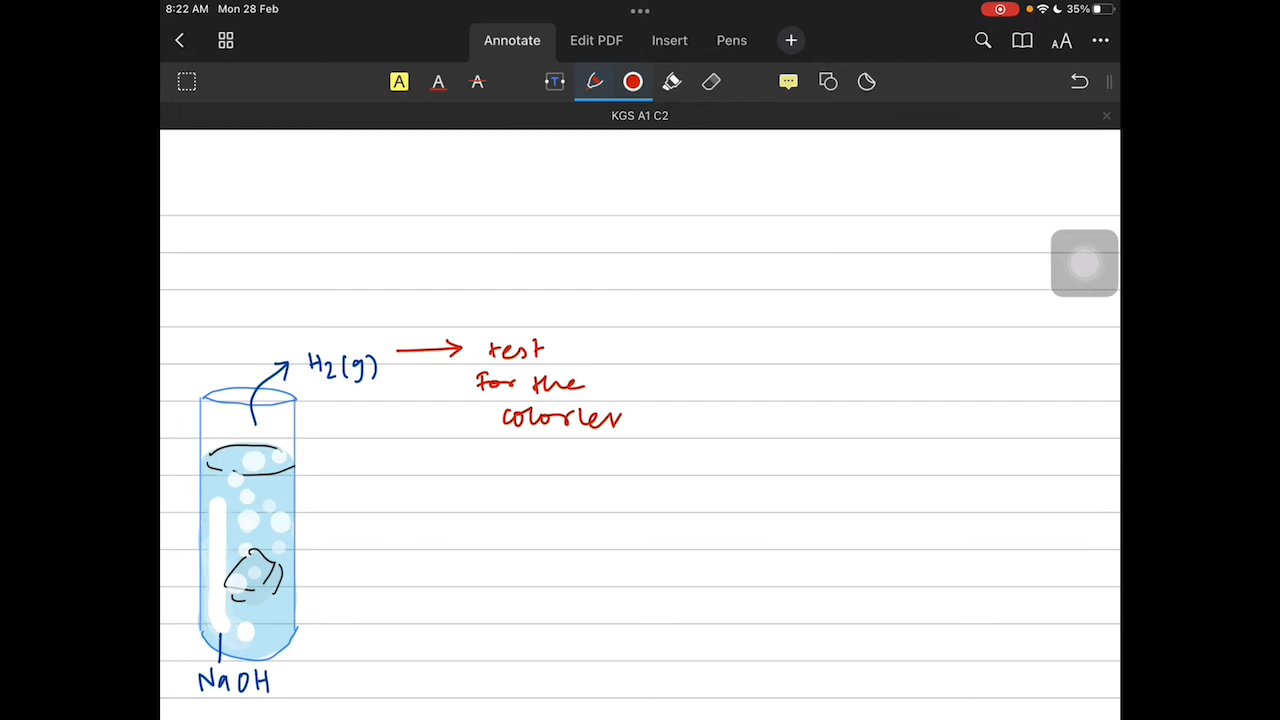 8:22 AM Mon 28 Feb
35%
Annotate Edit PDF Insert Pens
AA
A A A T
KGS A1 C2
H2(g) → test
for the
colorles
NaOH